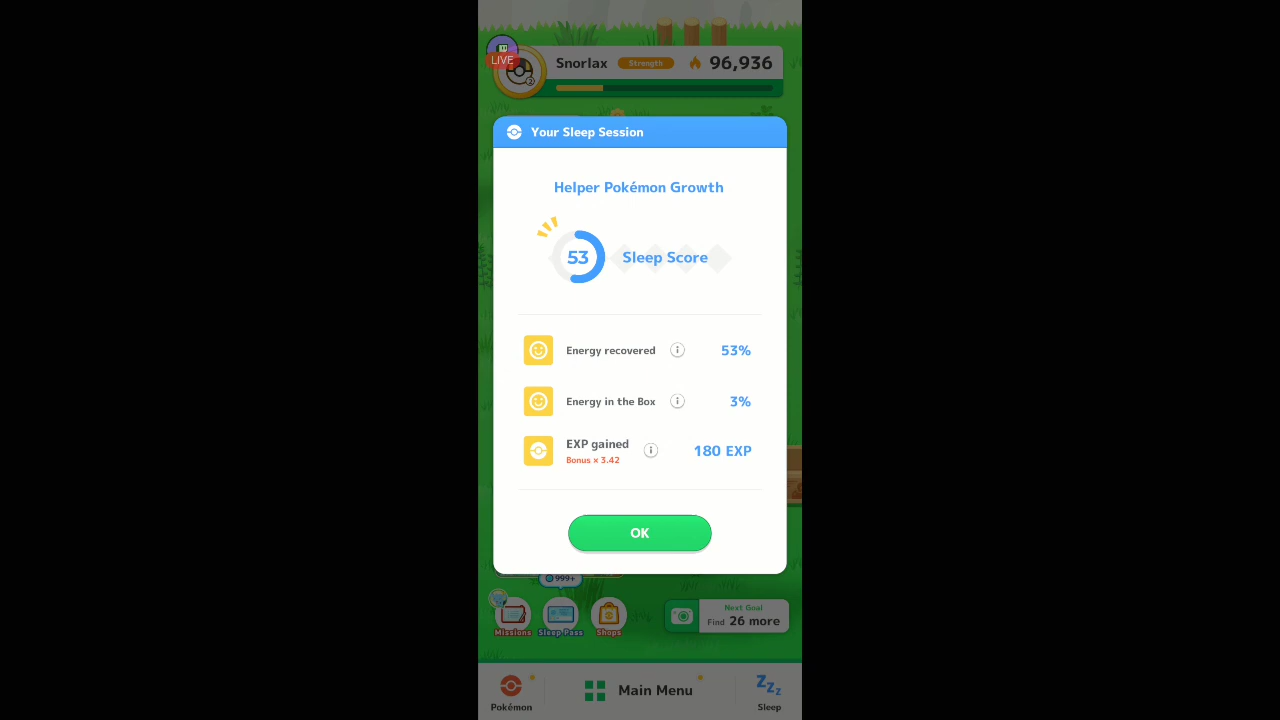 LIVE
Snorlax
Strength
96,936
Your Sleep Session
Helper Pokémon Growth
53
Sleep Score
Energy recovered
53%
Energy in the Box
3%
EXP gained
Bonus × 3.42
180 EXP
OK
999+
Missions
Sleep Pass
Shops
Next Goal
Find 26 more
Pokémon
Main Menu
Zzz
Sleep